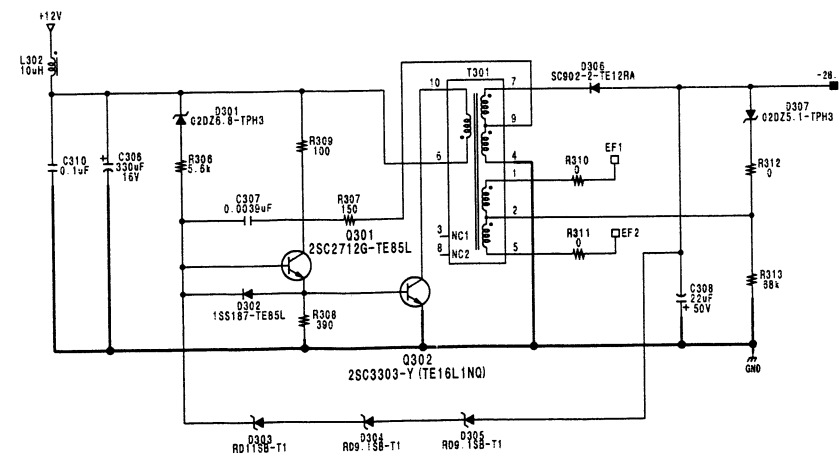 +12V
L302
10uH
C310
0.1uF
C306
330uF
16V
+
D301
02DZ6.8-TPH3
R306
5.6k
R309
100
C307
0.0039uF
R307
150
Q301
2SC2712G-TE85L
D302
1SS187-TE85L
R308
390
Q302
2SC3303-Y (TE16L1NQ)
T301
10
6
3
NC1
8
NC2
7
9
4
1
2
5
D306
SC902-2-TE12RA
-28.
D307
02DZ5.1-TPH3
R312
0
R310
0
EF1
R311
0
EF2
R313
68k
C308
22uF
+ 50V
GND
D303
RD11SB-T1
D304
RD9.1SB-T1
D305
RD9.1SB-T1